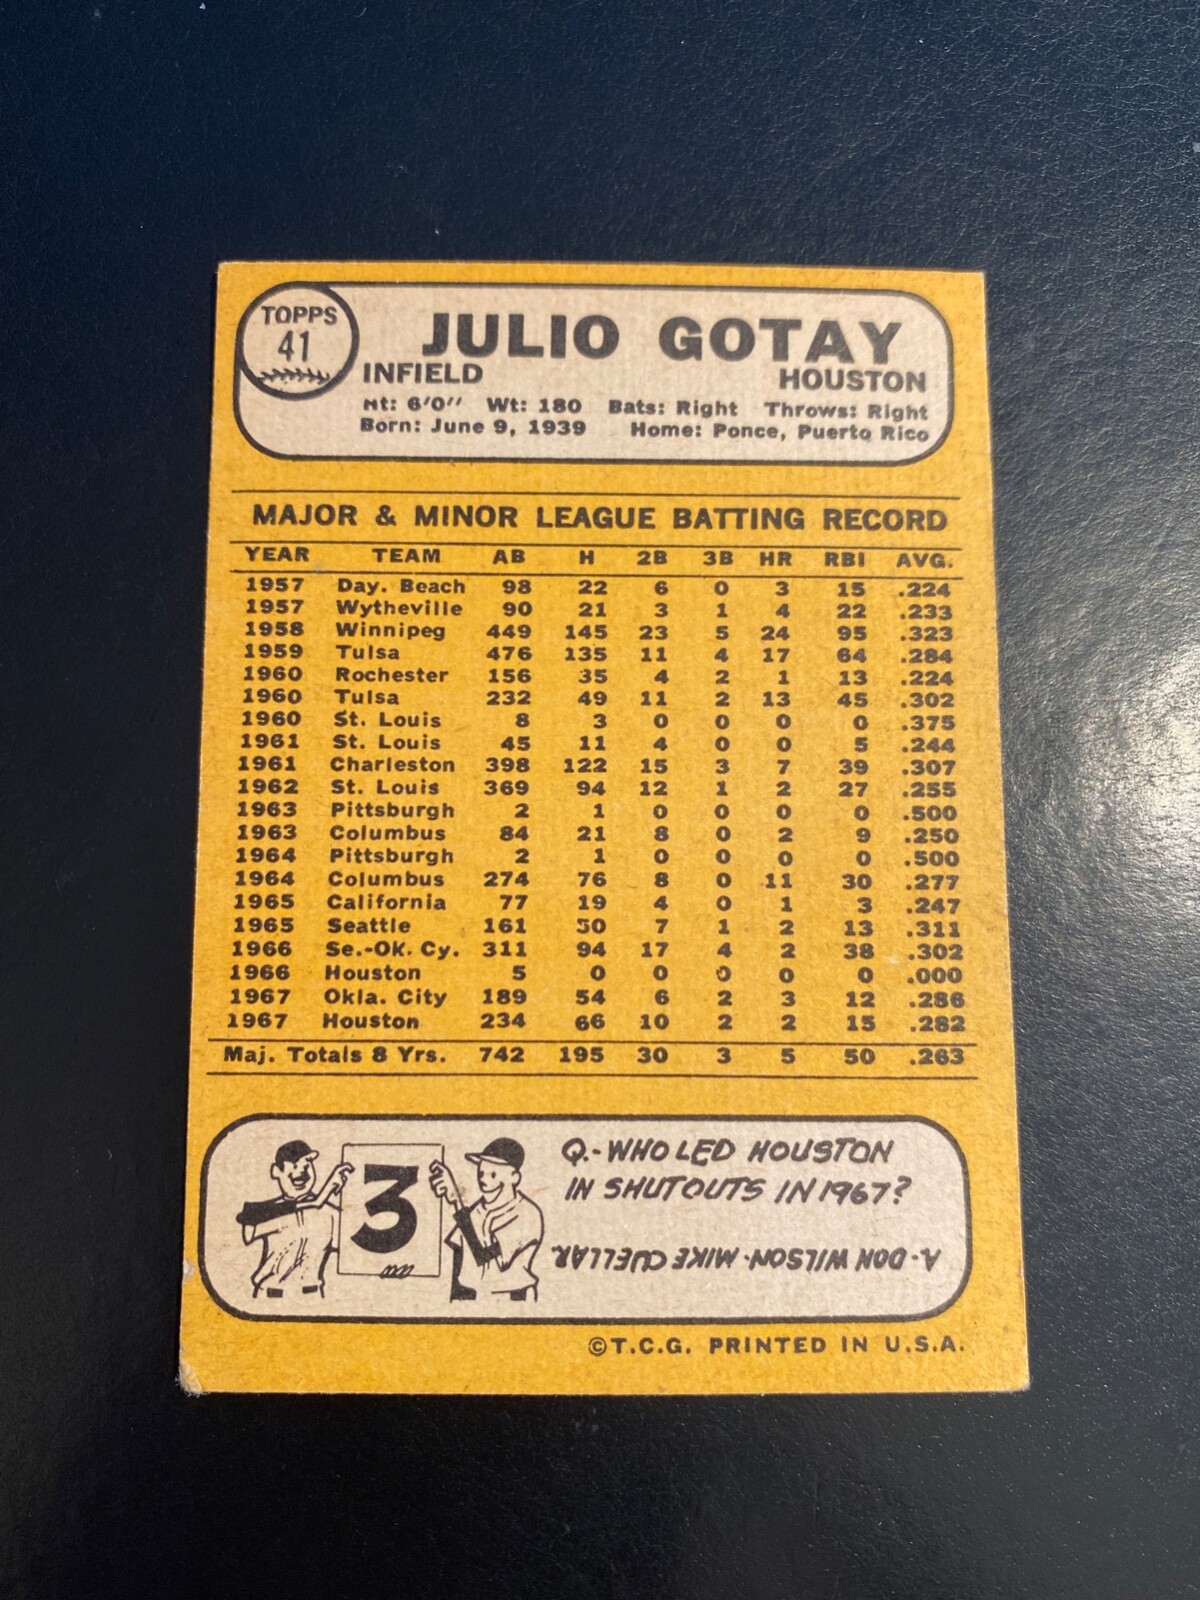 TOPPS
41
JULIO GOTAY
INFIELD HOUSTON
Ht: 6'0" Wt: 180 Bats: Right Throws: Right
Born: June 9, 1939 Home: Ponce, Puerto Rico
MAJOR & MINOR LEAGUE BATTING RECORD
YEAR TEAM AB H 2B 3B HR RBI AVG.
1957 Day. Beach 98 22 6 0 3 15 .224
1957 Wytheville 90 21 3 1 4 22 .233
1958 Winnipeg 449 145 23 5 24 95 .323
1959 Tulsa 476 135 11 4 17 64 .284
1960 Rochester 156 35 4 2 1 13 .224
1960 Tulsa 232 49 11 2 13 45 .302
1960 St. Louis 8 3 0 0 0 0 .375
1961 St. Louis 45 11 4 0 0 5 .244
1961 Charleston 398 122 15 3 7 39 .307
1962 St. Louis 369 94 12 1 2 27 .255
1963 Pittsburgh 2 1 0 0 0 0 .500
1963 Columbus 84 21 8 0 2 9 .250
1964 Pittsburgh 2 1 0 0 0 0 .500
1964 Columbus 274 76 8 0 11 30 .277
1965 California 77 19 4 0 1 3 .247
1965 Seattle 161 50 7 1 2 13 .311
1966 Se.-Ok. Cy. 311 94 17 4 2 38 .302
1966 Houston 5 0 0 0 0 0 .000
1967 Okla. City 189 54 6 2 3 12 .286
1967 Houston 234 66 10 2 2 15 .282
Maj. Totals 8 Yrs. 742 195 30 3 5 50 .263
3
Q.-WHO LED HOUSTON
IN SHUTOUTS IN 1967?
A-DON WILSON-MIKE CUELLAR.
©T.C.G. PRINTED IN U.S.A.